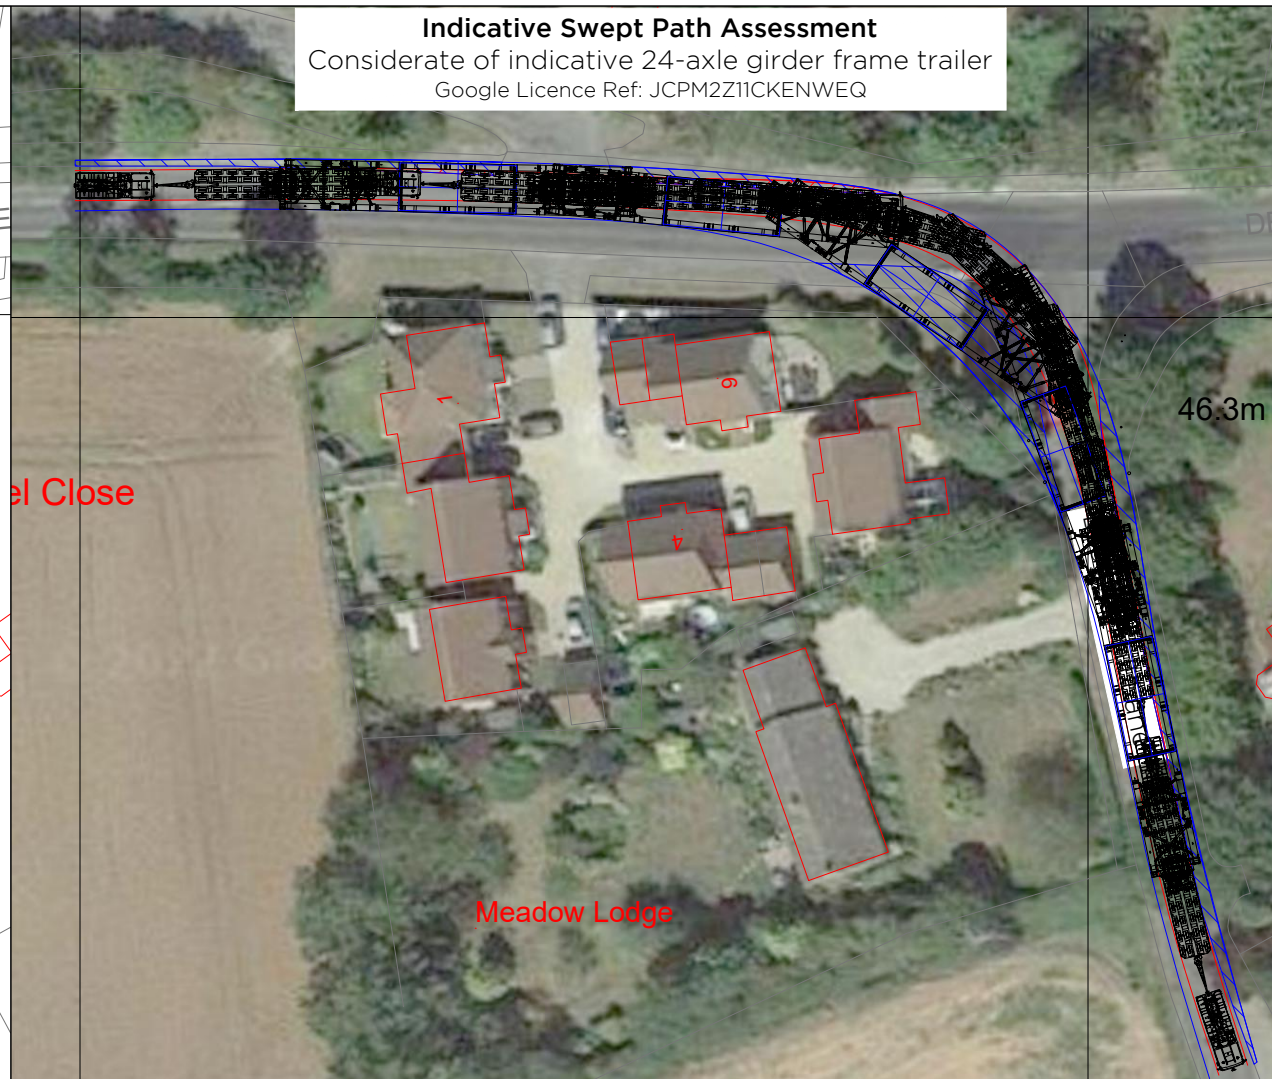 Indicative Swept Path Assessment
Considerate of indicative 24-axle girder frame trailer
Google Licence Ref: JCPM2Z11CKENWEQ
46.3m
1
6
el Close
4
Meadow Lodge